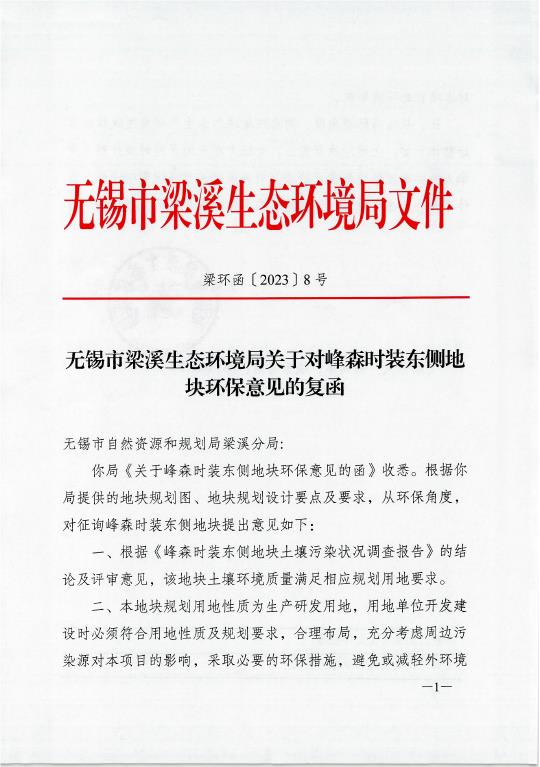 无锡市梁溪生态环境局文件
梁环函〔2023〕8号
无锡市梁溪生态环境局关于对峰森时装东侧地
块环保意见的复函
无锡市自然资源和规划局梁溪分局:
你局《关于峰森时装东侧地块环保意见的函》收悉。根据你
局提供的地块规划图、地块规划设计要点及要求，从环保角度，
对征询峰森时装东侧地块提出意见如下：
一、根据《峰森时装东侧地块土壤污染状况调查报告》的结
论及评审意见，该地块土壤环境质量满足相应规划用地要求。
二、本地块规划用地性质为生产研发用地，用地单位开发建
设时必须符合用地性质及规划要求，合理布局，充分考虑周边污
染源对本项目的影响，采取必要的环保措施，避免或减轻外环境
—1—